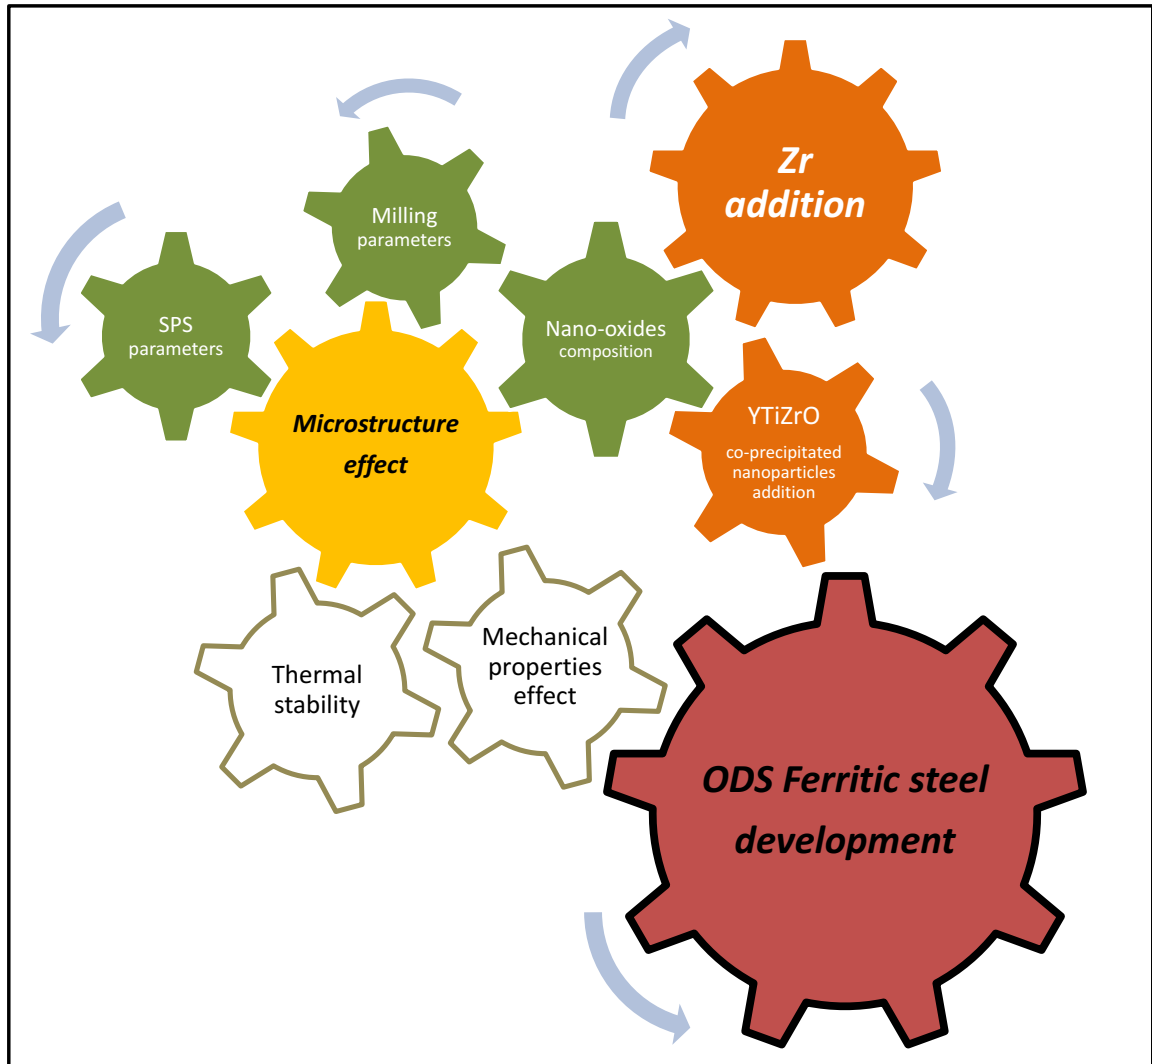 Zr
addition
Milling
parameters
SPS
parameters
Nano-oxides
composition
YTiZrO
co-precipitated
nanoparticles
addition
Microstructure
effect
Thermal
stability
Mechanical
properties
effect
ODS Ferritic steel
development